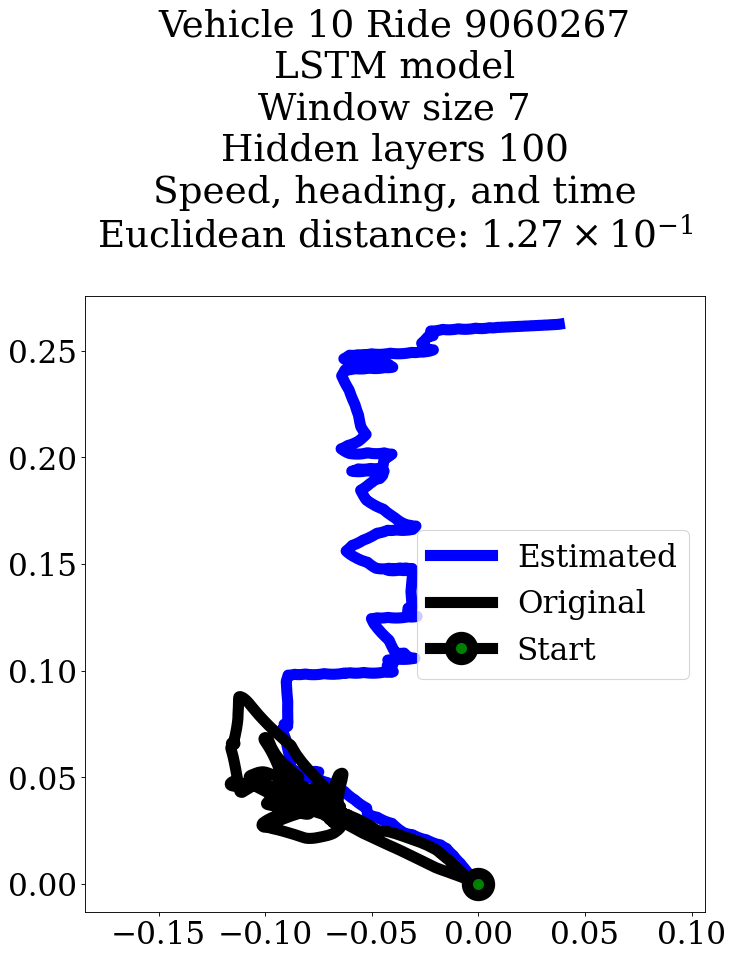 Vehicle 10 Ride 9060267
LSTM model
Window size 7
Hidden layers 100
Speed, heading, and time
Euclidean distance: 1.27 × 10⁻¹
0.25
0.20
0.15
0.10
0.05
0.00
Estimated
Original
Start
−0.15 −0.10 −0.05 0.00 0.05 0.10